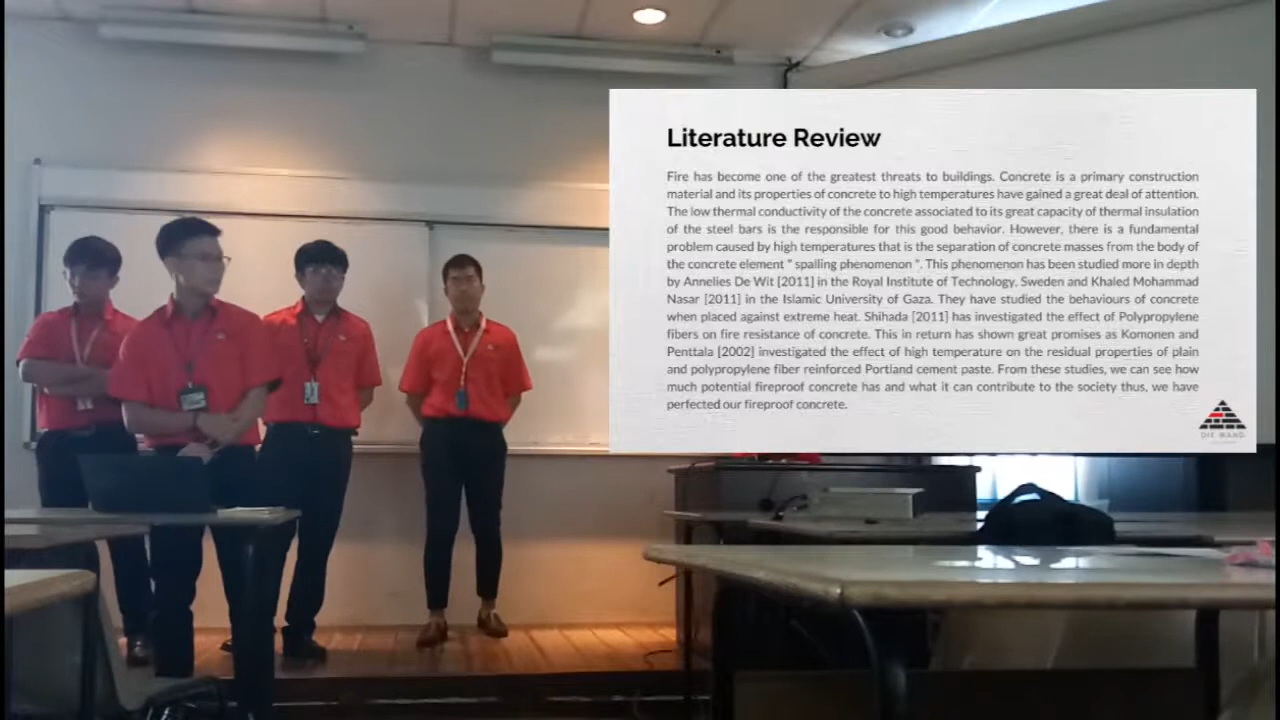 Literature Review
Fire has become one of the greatest threats to buildings. Concrete is a primary construction
material and its properties of concrete to high temperatures have gained a great deal of attention.
The low thermal conductivity of the concrete associated to its great capacity of thermal insulation
of the steel bars is the responsible for this good behavior. However, there is a fundamental
problem caused by high temperatures that is the separation of concrete masses from the body of
the concrete element " spalling phenomenon ". This phenomenon has been studied more in depth
by Annelies De Wit [2011] in the Royal Institute of Technology, Sweden and Khaled Mohammad
Nasar [2011] in the Islamic University of Gaza. They have studied the behaviours of concrete
when placed against extreme heat. Shihada [2011] has investigated the effect of Polypropylene
fibers on fire resistance of concrete. This in return has shown great promises as Komonen and
Penttala [2002] investigated the effect of high temperature on the residual properties of plain
and polypropylene fiber reinforced Portland cement paste. From these studies, we can see how
much potential fireproof concrete has and what it can contribute to the society thus, we have
perfected our fireproof concrete.
DIE WAND